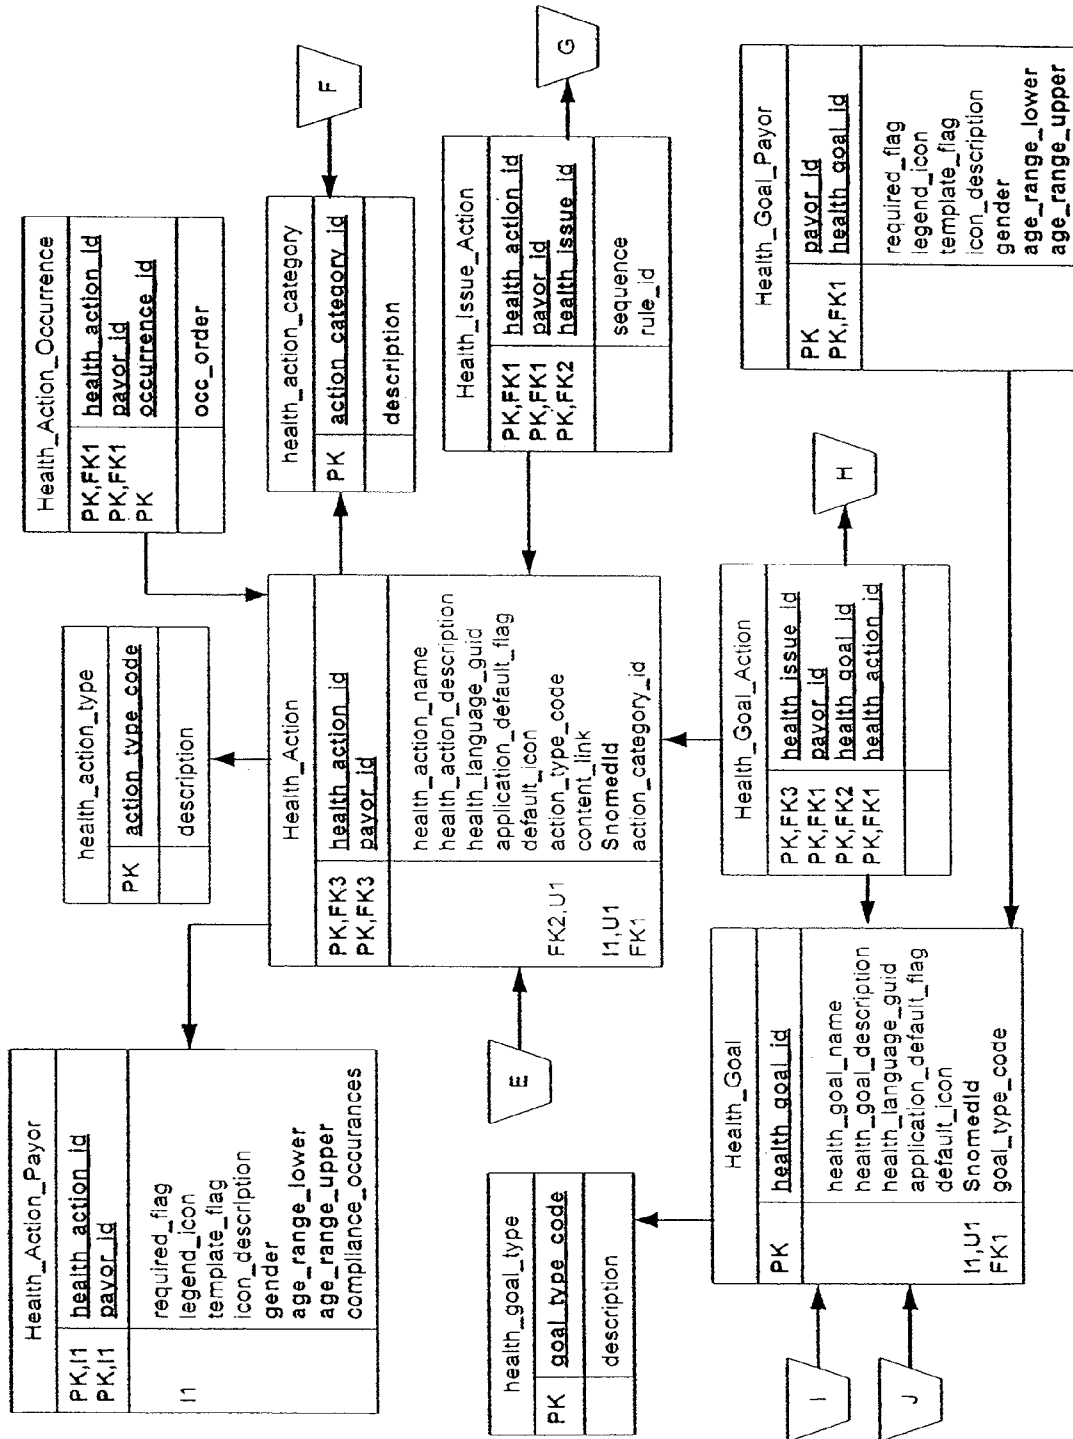 Health_Action_Payor
PK,I1 health_action_id
PK,I1 payor_id
required_flag
legend_icon
template_flag
icon_description
I1 gender
age_range_lower
age_range_upper
compliance_occurances
health_action_type
PK action_type_code
description
Health_Action_Occurrence
PK,FK1 health_action_id
PK,FK1 payor_id
PK occurrence_id
occ_order
Health_Action
PK,FK3 health_action_id
PK,FK3 payor_id
health_action_name
health_action_description
health_language_guid
application_default_flag
default_icon
FK2,U1 action_type_code
content_link
I1,U1 SnomedId
FK1 action_category_id
health_action_category
PK action_category_id
description
F
E
Health_Issue_Action
PK,FK1 health_action_id
PK,FK1 payor_id
PK,FK2 health_issue_id
sequence
rule_id
G
health_goal_type
PK goal_type_code
description
Health_Goal
PK health_goal_id
health_goal_name
health_goal_description
health_language_guid
application_default_flag
default_icon
I1,U1 SnomedId
FK1 goal_type_code
I
J
Health_Goal_Action
PK,FK3 health_issue_id
PK,FK1 payor_id
PK,FK2 health_goal_id
PK,FK1 health_action_id
H
Health_Goal_Payor
PK payor_id
PK,FK1 health_goal_id
required_flag
legend_icon
template_flag
icon_description
gender
age_range_lower
age_range_upper